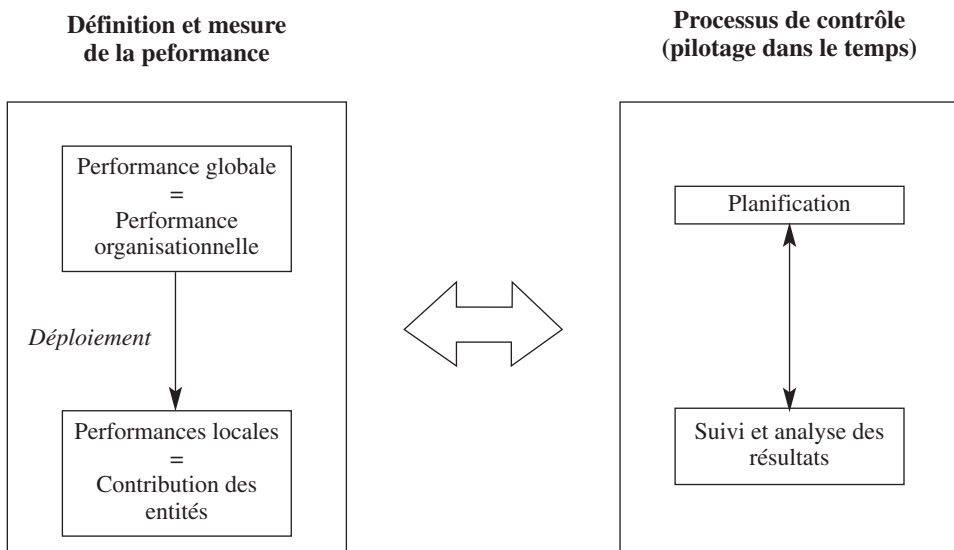 Définition et mesure
de la peformance
Performance globale
=
Performance
organisationnelle
Déploiement
Performances locales
=
Contribution des
entités
Processus de contrôle
(pilotage dans le temps)
Planification
Suivi et analyse des
résultats